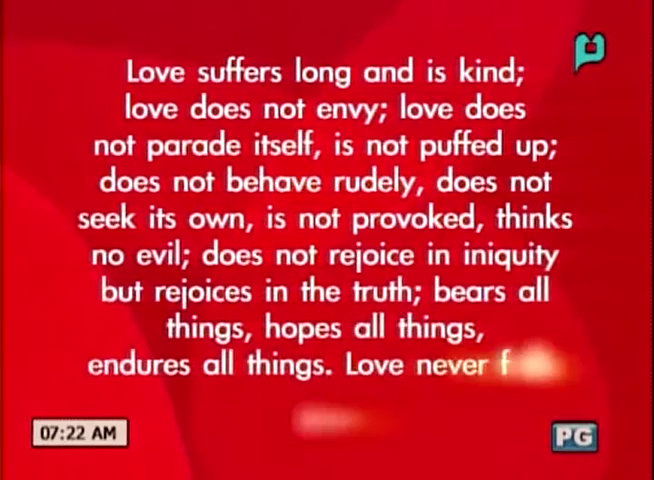 Love suffers long and is kind;
love does not envy; love does
not parade itself, is not puffed up;
does not behave rudely, does not
seek its own, is not provoked, thinks
no evil; does not rejoice in iniquity
but rejoices in the truth; bears all
things, hopes all things,
endures all things. Love never f
07:22 AM
PG